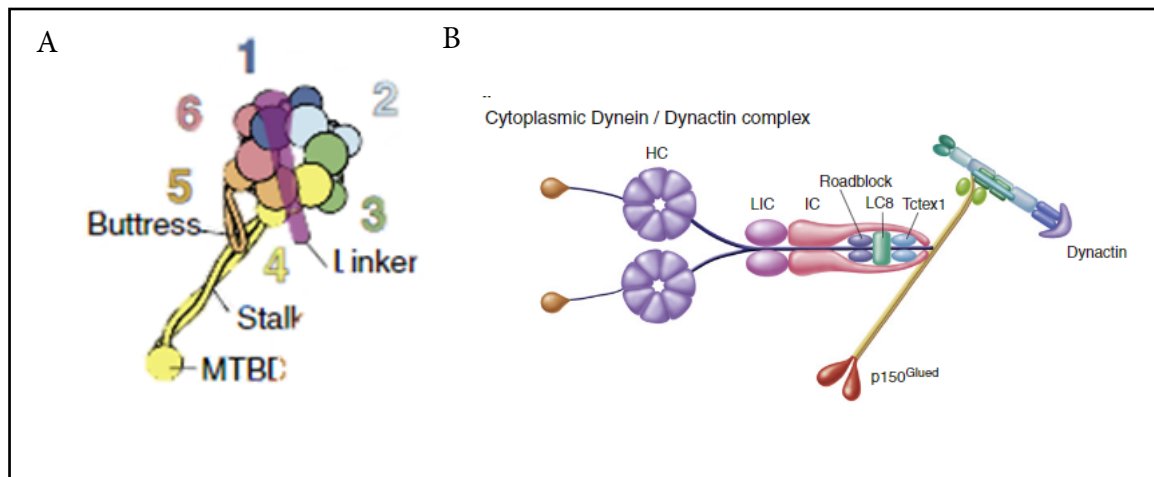 A
B
1
2
6
5
3
4
Buttress
Linker
Stalk
MTBD
--
Cytoplasmic Dynein / Dynactin complex
HC
LIC
IC
Roadblock
LC8
Tctex1
Dynactin
p150Glued